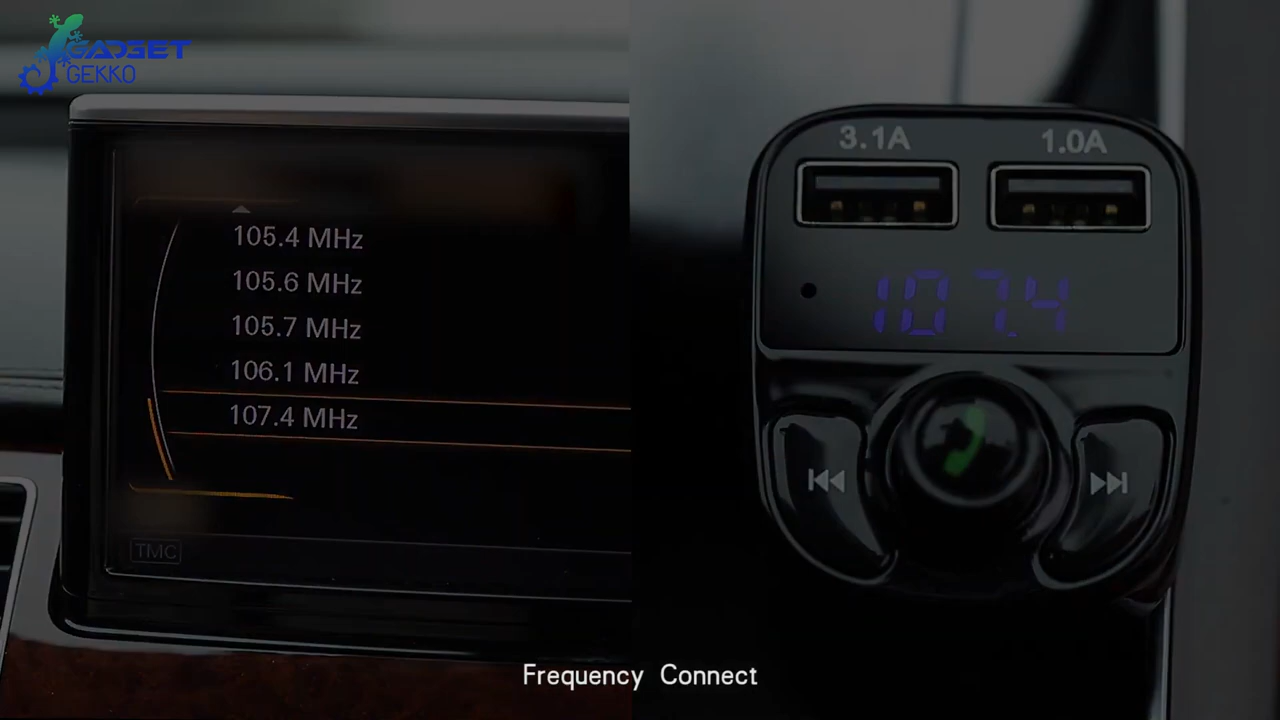 GADGET
GEKKO
105.4 MHz
105.6 MHz
105.7 MHz
106.1 MHz
107.4 MHz
TMC
3.1A 1.0A
107.4
Frequency Connect